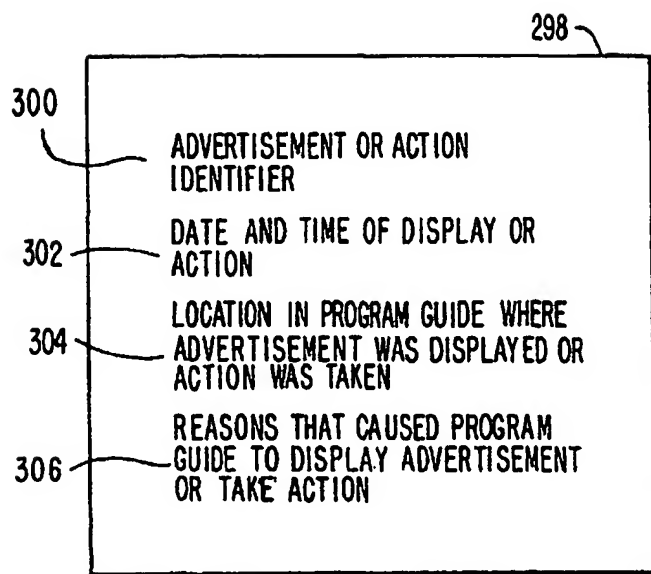 298
300
ADVERTISEMENT OR ACTION
IDENTIFIER
302
DATE AND TIME OF DISPLAY OR
ACTION
304
LOCATION IN PROGRAM GUIDE WHERE
ADVERTISEMENT WAS DISPLAYED OR
ACTION WAS TAKEN
306
REASONS THAT CAUSED PROGRAM
GUIDE TO DISPLAY ADVERTISEMENT
OR TAKE ACTION